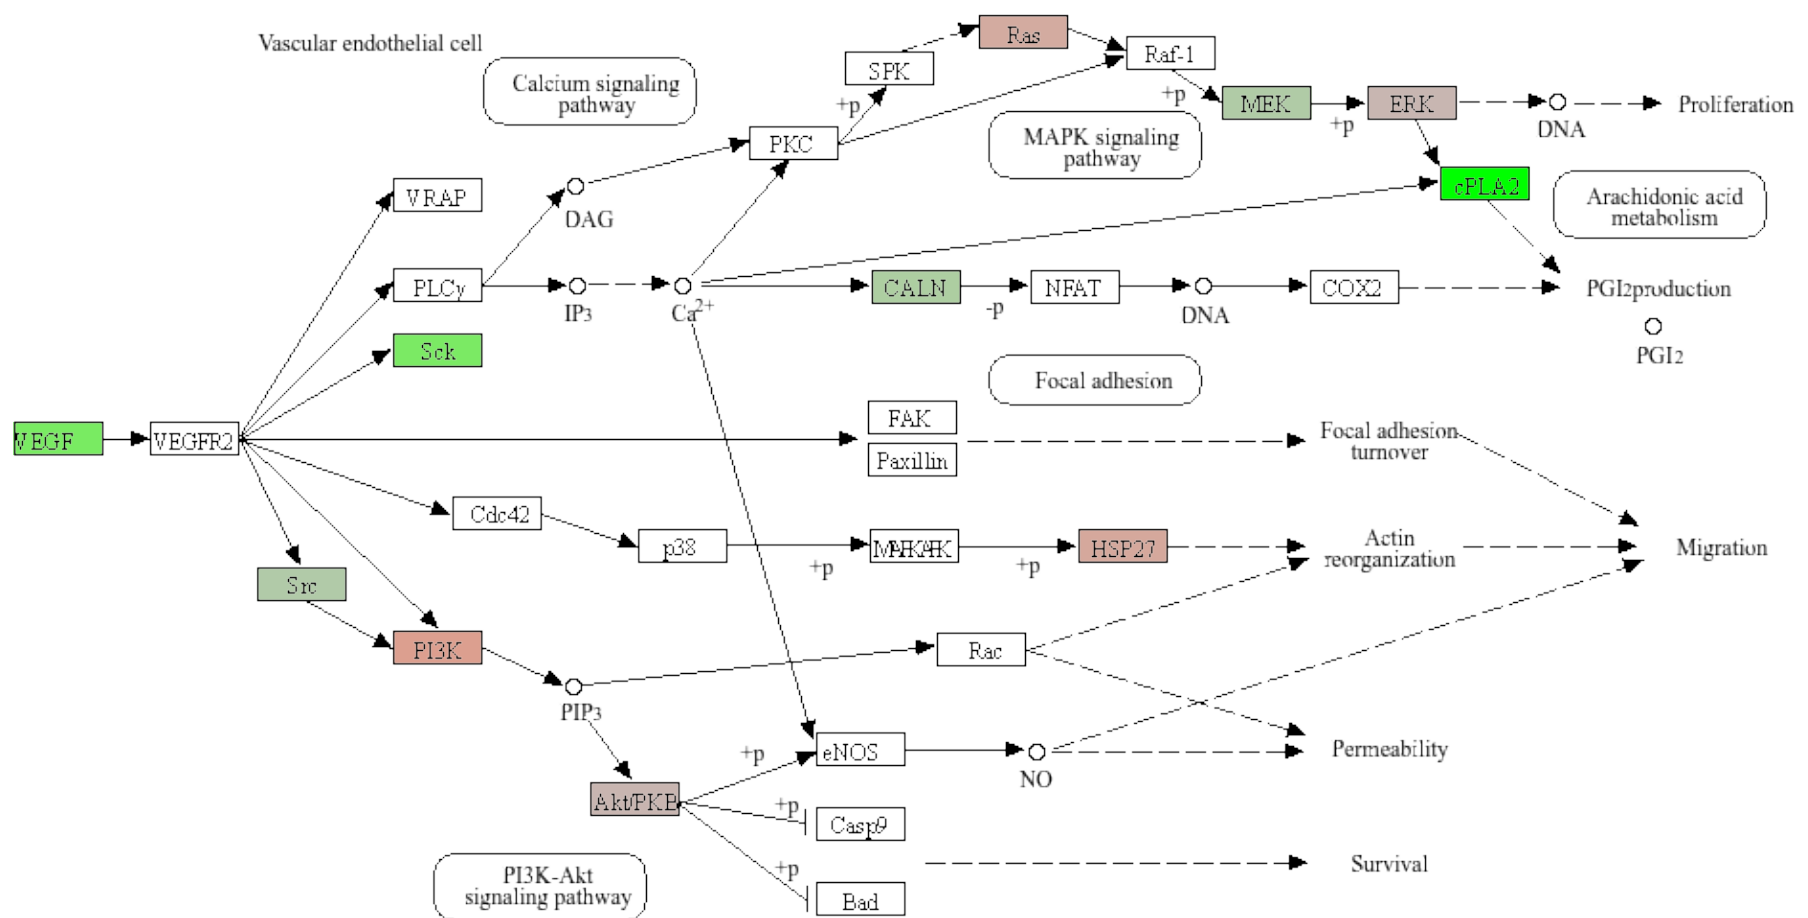 Vascular endothelial cell
Calcium signaling
pathway
SPK
Ras
Raf-1
+p
+p
MEK
+p
ERK
DNA
Proliferation
PKC
MAPK signaling
pathway
cPLA2
Arachidonic acid
metabolism
VRAP
DAG
PLCγ
IP3
Ca2+
CALN
-p
NFAT
DNA
COX2
PGI2production
PGI2
Sck
Focal adhesion
VEGF
VEGFR2
FAK
Paxillin
Focal adhesion
turnover
Cdc42
p38
+p
+p
HSP27
Actin
reorganization
Migration
Src
PI3K
Rac
PIP3
+p
eNOS
NO
Permeability
Akt/PKB
+p
Casp9
+p
Bad
Survival
PI3K-Akt
signaling pathway